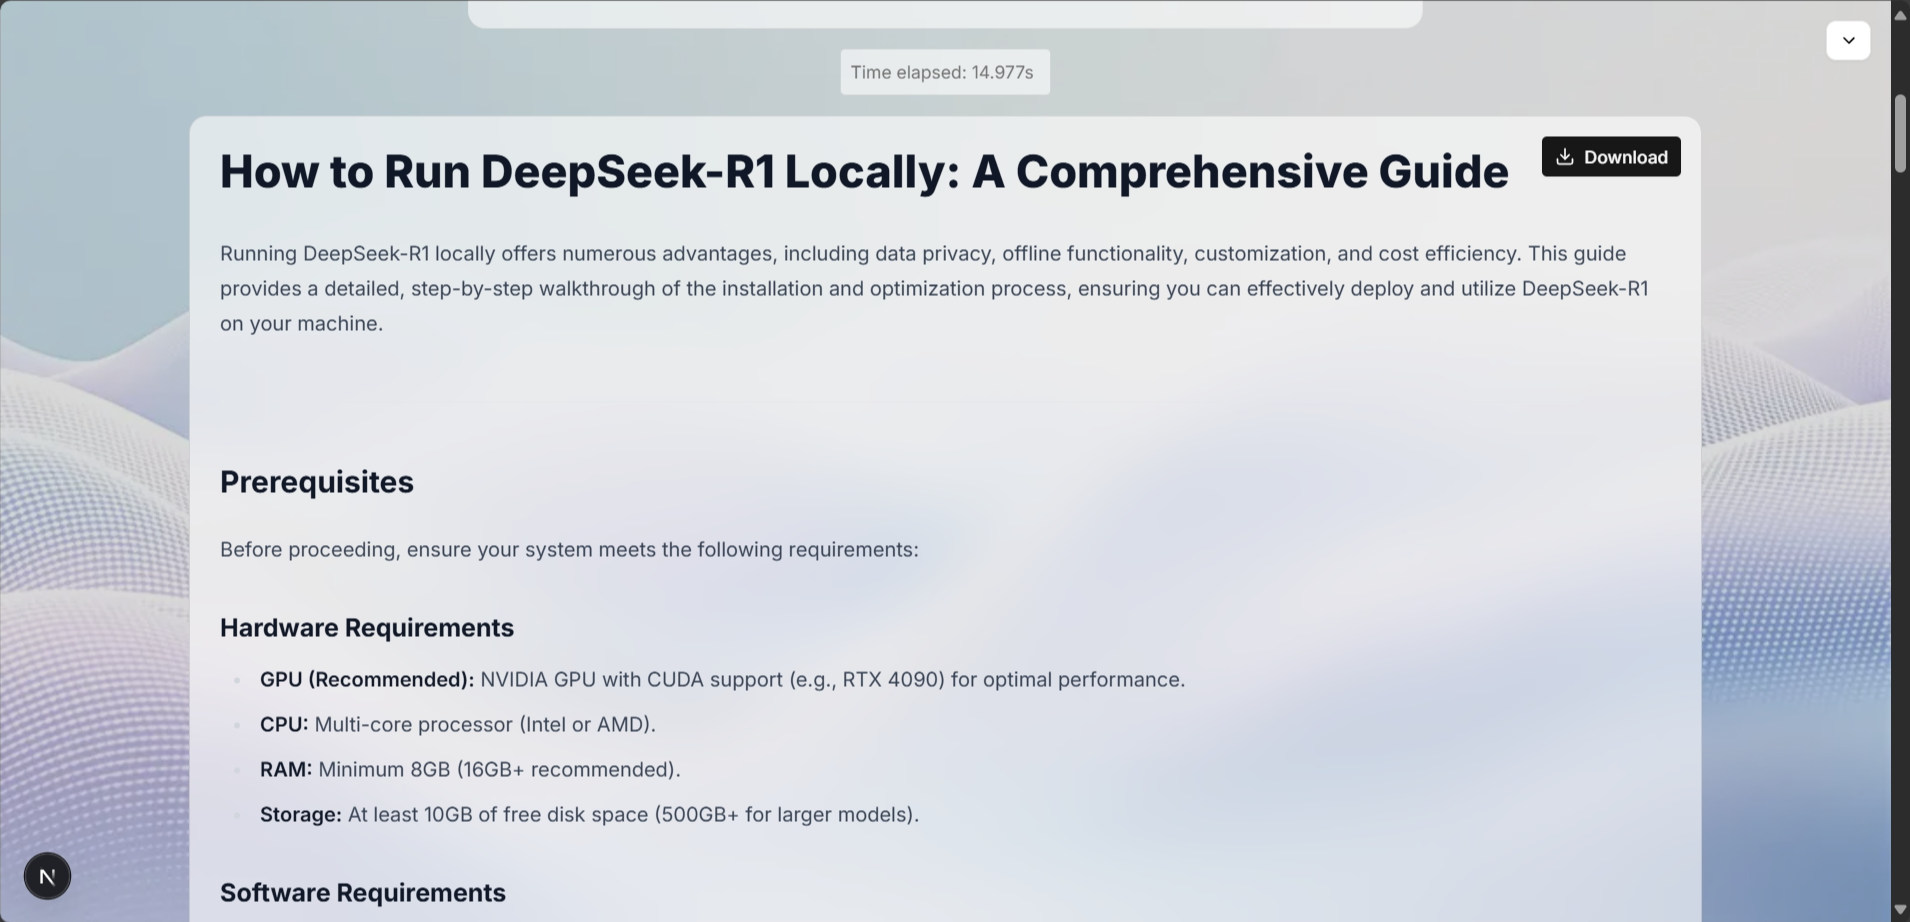 Time elapsed: 14.977s
Download
How to Run DeepSeek-R1 Locally: A Comprehensive Guide
Running DeepSeek-R1 locally offers numerous advantages, including data privacy, offline functionality, customization, and cost efficiency. This guide
provides a detailed, step-by-step walkthrough of the installation and optimization process, ensuring you can effectively deploy and utilize DeepSeek-R1
on your machine.
Prerequisites
Before proceeding, ensure your system meets the following requirements:
Hardware Requirements
GPU (Recommended): NVIDIA GPU with CUDA support (e.g., RTX 4090) for optimal performance.
CPU: Multi-core processor (Intel or AMD).
RAM: Minimum 8GB (16GB+ recommended).
Storage: At least 10GB of free disk space (500GB+ for larger models).
Software Requirements
N